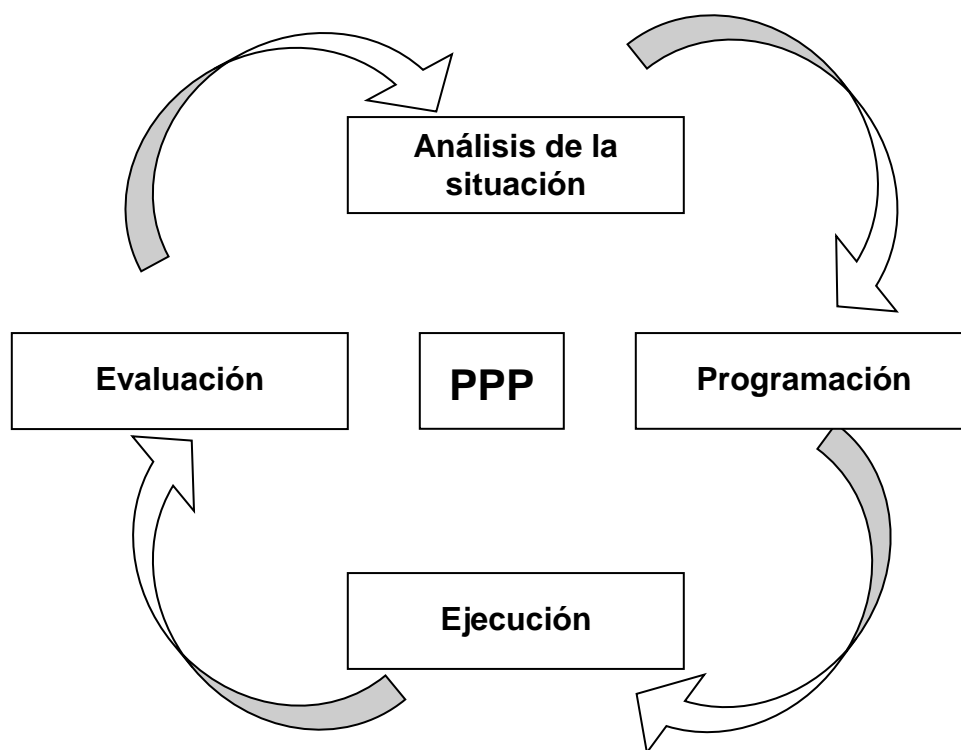 Análisis de la
situación
Evaluación
PPP
Programación
Ejecución